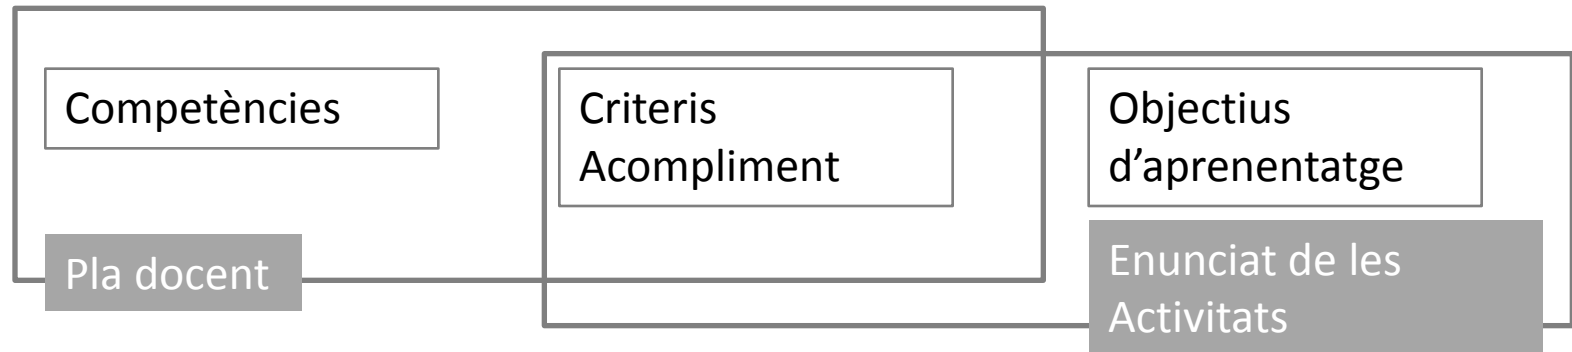 Competències
Criteris
Acompliment
Objectius
d’aprenentatge
Pla docent
Enunciat de les
Activitats